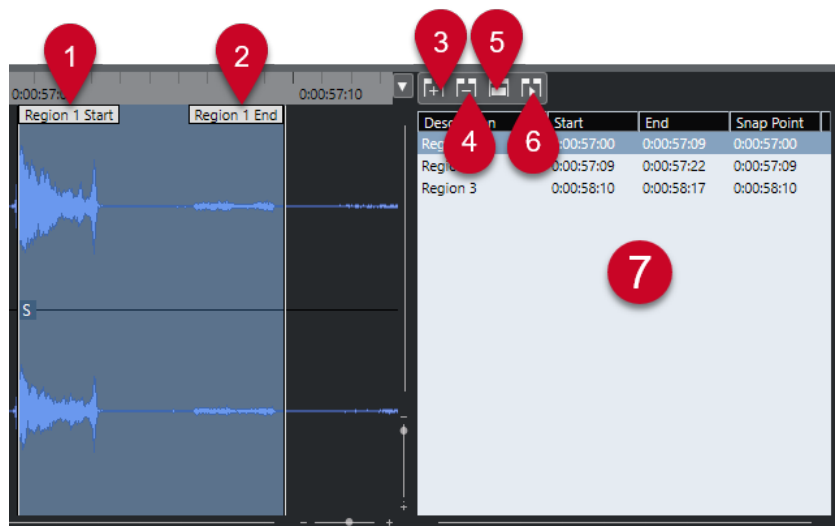 1 2 3 5
0:00:57:0 0:00:57:10
Region 1 Start Region 1 End
4 6
Start End Snap Point
0:00:57:00 0:00:57:09 0:00:57:00
0:00:57:09 0:00:57:22 0:00:57:09
Region 3 0:00:58:10 0:00:58:17 0:00:58:10
7
S